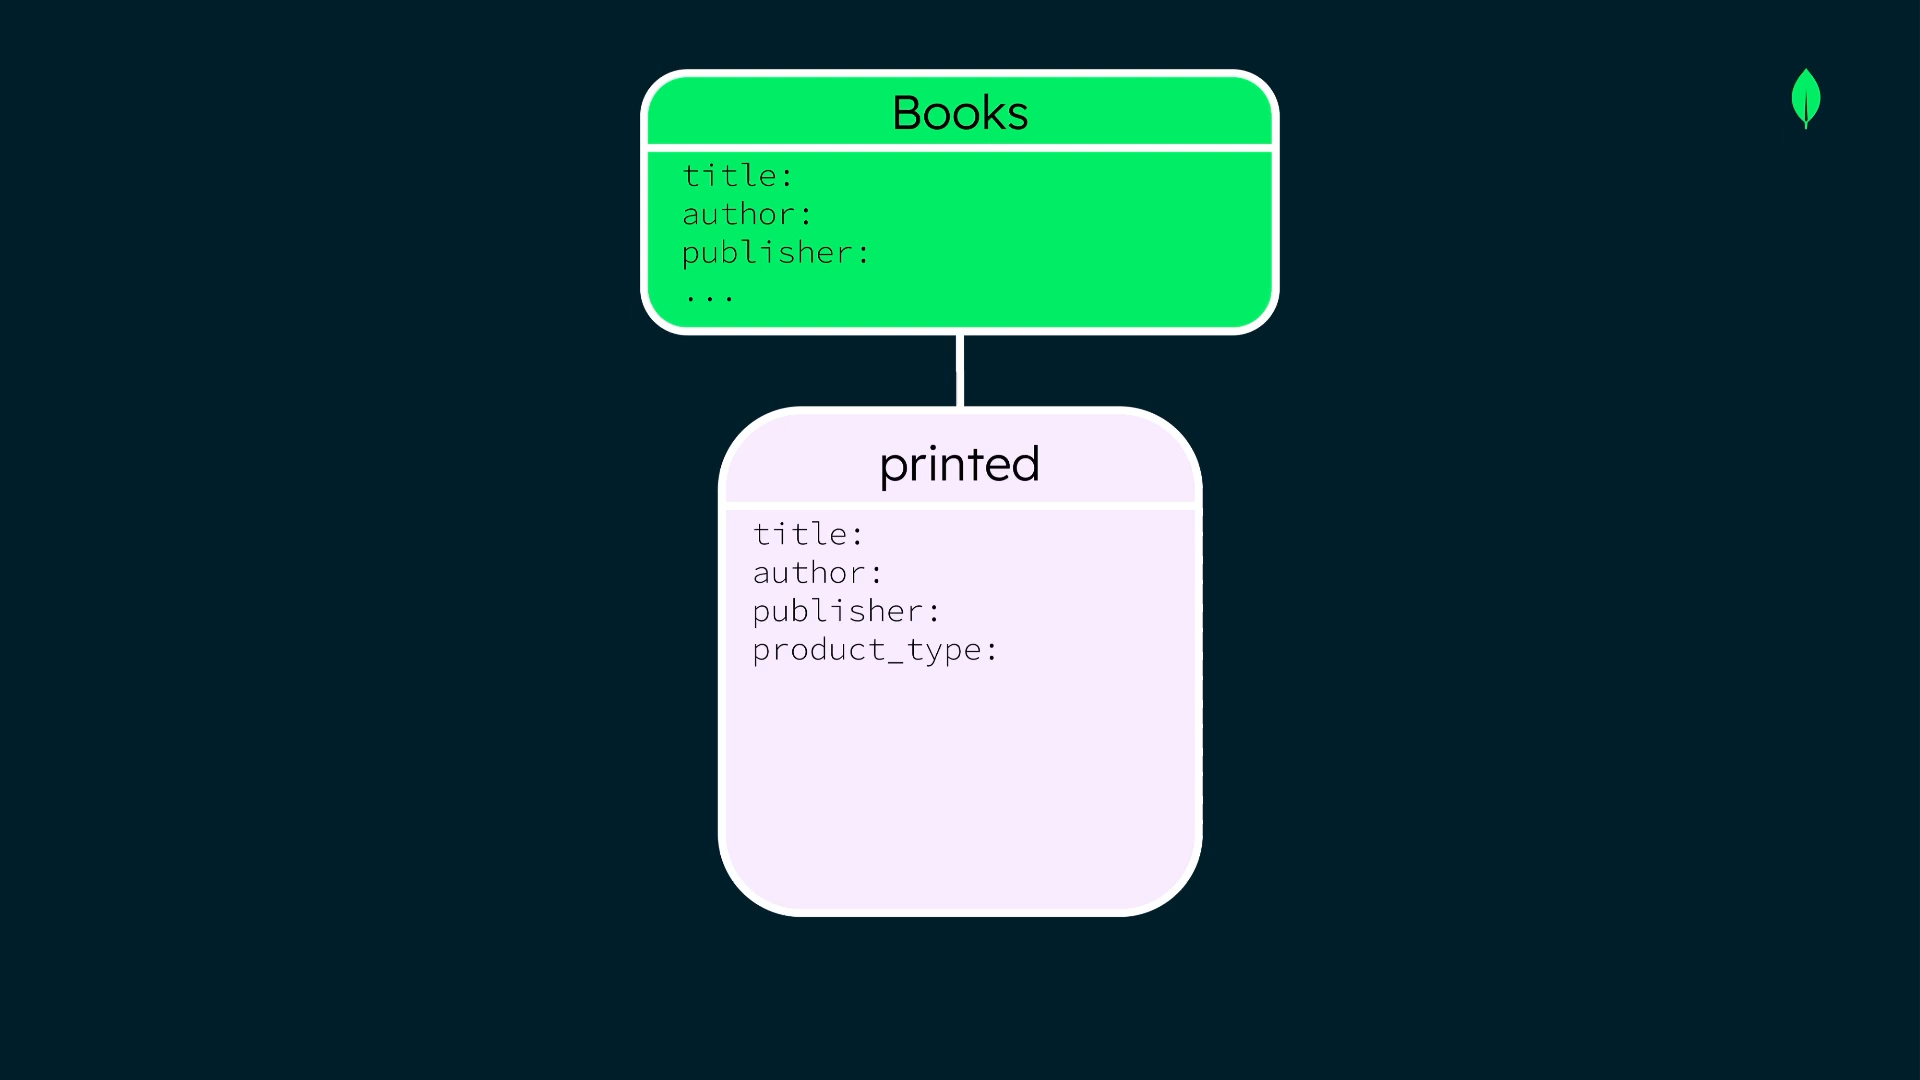 Books
title:
author:
publisher:
...
printed
title:
author:
publisher:
product_type: